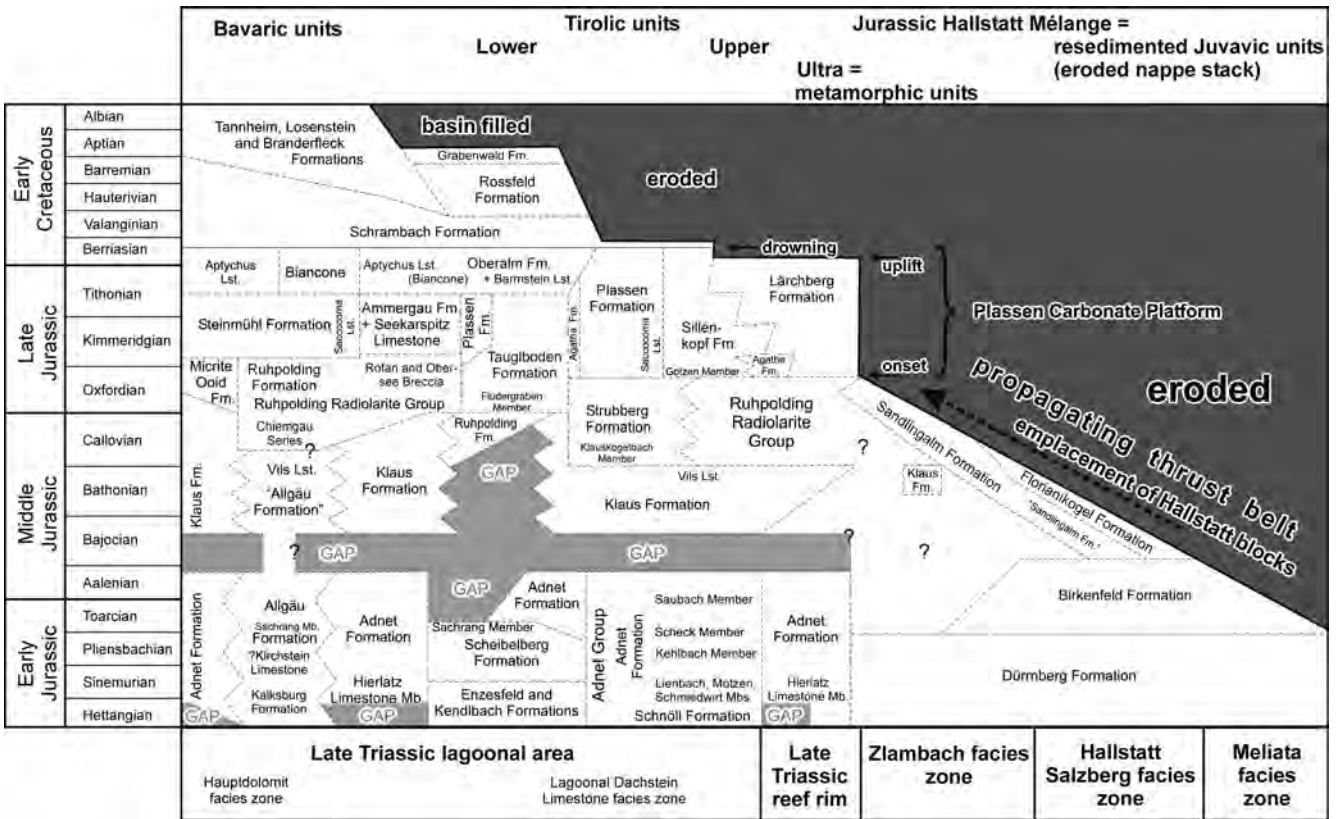 Bavaric units
Tirolic units
Lower
Upper
Jurassic Hallstatt Mélange =
resedimented Juvavic units
(eroded nappe stack)
Ultra =
metamorphic units
Early
Cretaceous
Albian
Aptian
Barremian
Hauterivian
Valanginian
Berriasian
Late
Jurassic
Tithonian
Kimmeridgian
Oxfordian
Middle
Jurassic
Callovian
Bathonian
Bajocian
Aalenian
Early
Jurassic
Toarcian
Pliensbachian
Sinemurian
Hettangian
Tannheim, Losenstein
and Branderfleck
Formations
basin filled
Grabenwald Fm.
Rossfeld
Formation
eroded
Schrambach Formation
drowning
uplift
Plassen Carbonate Platform
onset
eroded
propagating thrust belt
emplacement of Hallstatt blocks
Aptychus
Lst.
Biancone
Aptychus Lst.
(Biancone)
Oberalm Fm.
+ Barmstein Lst.
Steinmühl Formation
Saccocoma
Lst.
Ammergau Fm.
+ Seekarspitz
Limestone
Plassen
Fm.
Agatha Fm.
Plassen
Formation
Saccocoma
Lst.
Sillen-
kopf Fm.
Lärchberg
Formation
Agathe
Fm.
Götzen Member
Micrite
Ooid
Fm.
Ruhpolding
Formation
Rofan and Ober-
see Breccia
Tauglboden
Formation
Ruhpolding Radiolarite Group
Fludergraben
Member
Chiemgau
Series
?
Ruhpolding
Fm.
Strubberg
Formation
Klauskogelbach
Member
Ruhpolding
Radiolarite
Group
?
Sandlingalm Formation
Florianikogel Formation
"Sandlingalm Fm."
Klaus
Fm.
Klaus Fm.
Vils Lst.
"Allgäu
Formation"
Klaus
Formation
GAP
Vils Lst.
Klaus Formation
?
GAP
GAP
?
?
GAP
Birkenfeld Formation
Dürrnberg Formation
Adnet Formation
GAP
Allgäu
Sachrang Mb.
Formation
?Kirchstein
Limestone
Kalksburg
Formation
Adnet
Formation
Hierlatz
Limestone Mb.
GAP
Adnet
Formation
Sachrang Member
Scheibelberg
Formation
Enzesfeld and
Kendlbach Formations
Adnet Group
Adnet
Formation
Saubach Member
Scheck Member
Kehlbach Member
Lienbach, Motzen,
Schmiedwirt Mbs.
Schnöll Formation
Adnet
Formation
Hierlatz
Limestone Mb.
GAP
Late Triassic lagoonal area
Hauptdolomit
facies zone
Lagoonal Dachstein
Limestone facies zone
Late
Triassic
reef rim
Zlambach facies
zone
Hallstatt
Salzberg facies
zone
Meliata
facies
zone